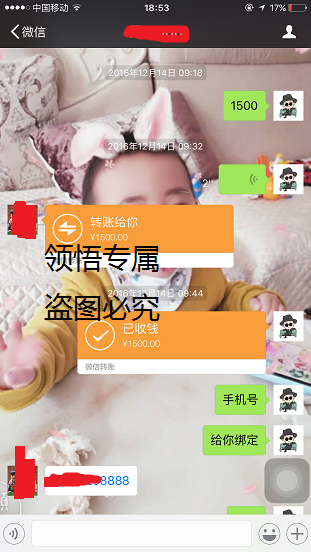 中国移动
18:53
17%
微信
2016年12月14日 09:18
1500
2016年12月14日 09:32
2"
转账给你
¥1500.00
微信转账
领悟专属
2016年12月14日 09:44
盗图必究
已收钱
¥1500.00
微信转账
手机号
给你绑定
8888